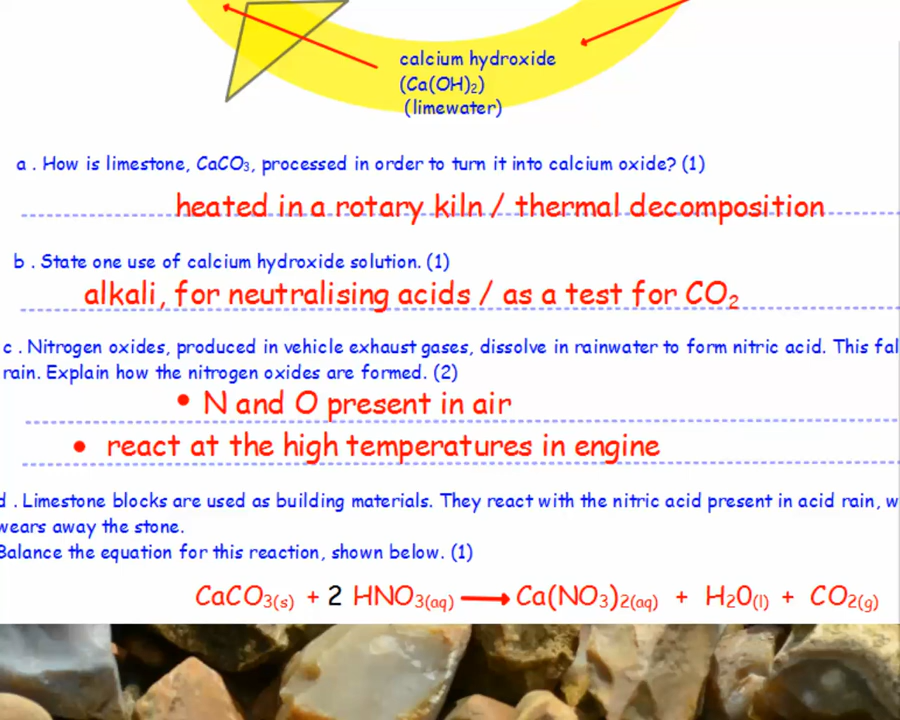 calcium hydroxide
(Ca(OH)₂)
(limewater)
a . How is limestone, CaCO₃, processed in order to turn it into calcium oxide? (1)
heated in a rotary kiln / thermal decomposition
b . State one use of calcium hydroxide solution. (1)
alkali, for neutralising acids / as a test for CO₂
c . Nitrogen oxides, produced in vehicle exhaust gases, dissolve in rainwater to form nitric acid. This fal
rain. Explain how the nitrogen oxides are formed. (2)
• N and O present in air
• react at the high temperatures in engine
d . Limestone blocks are used as building materials. They react with the nitric acid present in acid rain, w
wears away the stone.
Balance the equation for this reaction, shown below. (1)
CaCO₃(s) + 2 HNO₃(aq) ⟶ Ca(NO₃)₂(aq) + H₂O(l) + CO₂(g)